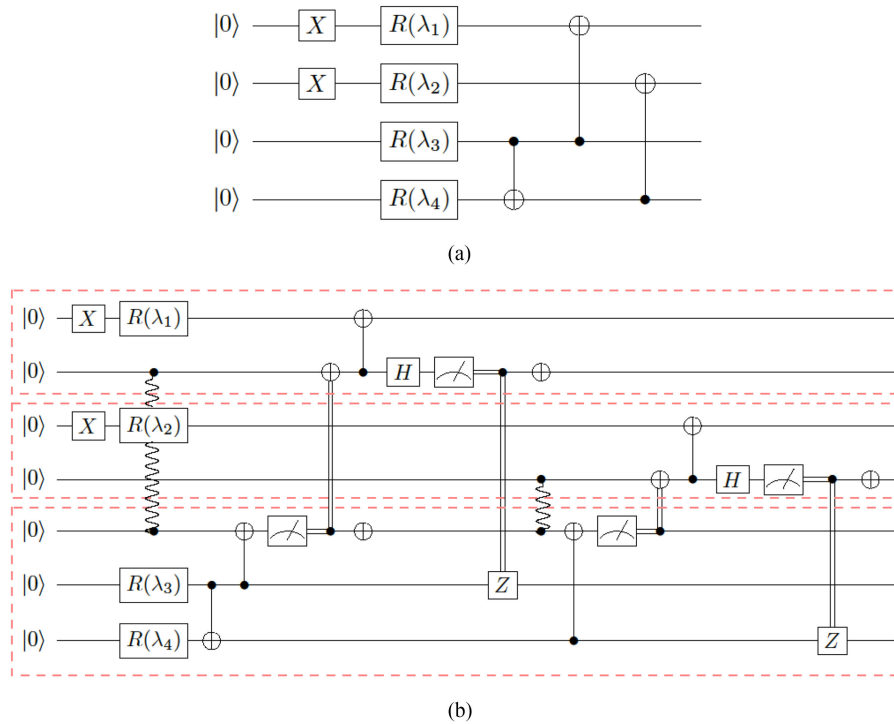 |0⟩ X R(λ₁)
|0⟩ X R(λ₂)
|0⟩ R(λ₃)
|0⟩ R(λ₄)
(a)
|0⟩ X R(λ₁)
|0⟩ H
|0⟩ X R(λ₂)
|0⟩ H
|0⟩
|0⟩ R(λ₃) Z
|0⟩ R(λ₄) Z
(b)